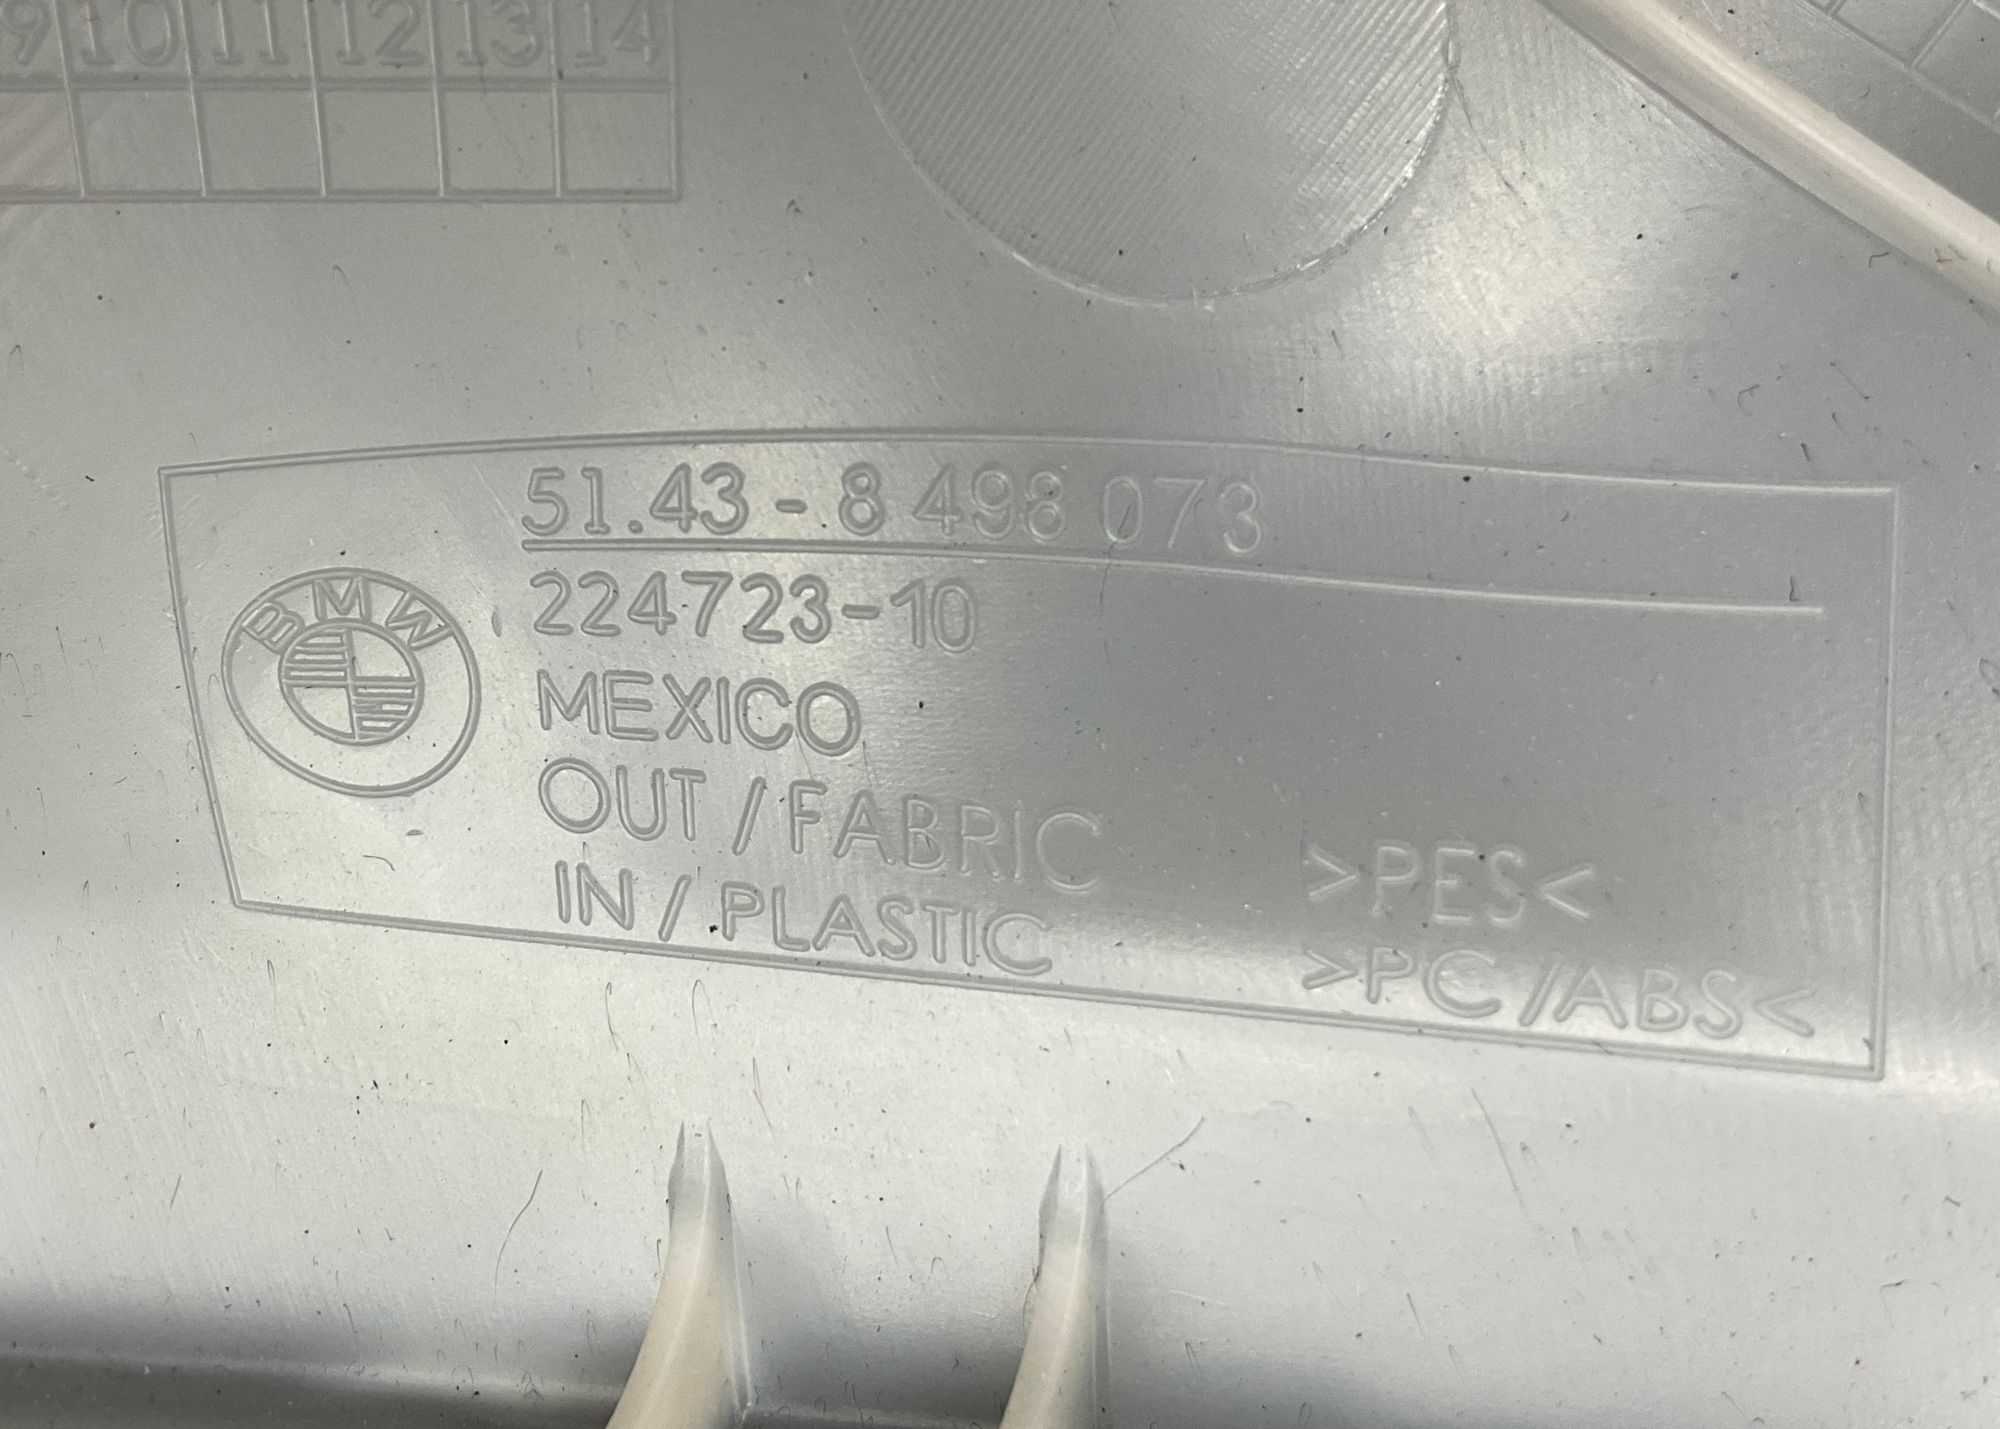 9 10 11 12 13 14
51.43 - 8 498 073
BMW
224723-10
MEXICO
OUT / FABRIC >PES<
IN / PLASTIC >PC/ABS<